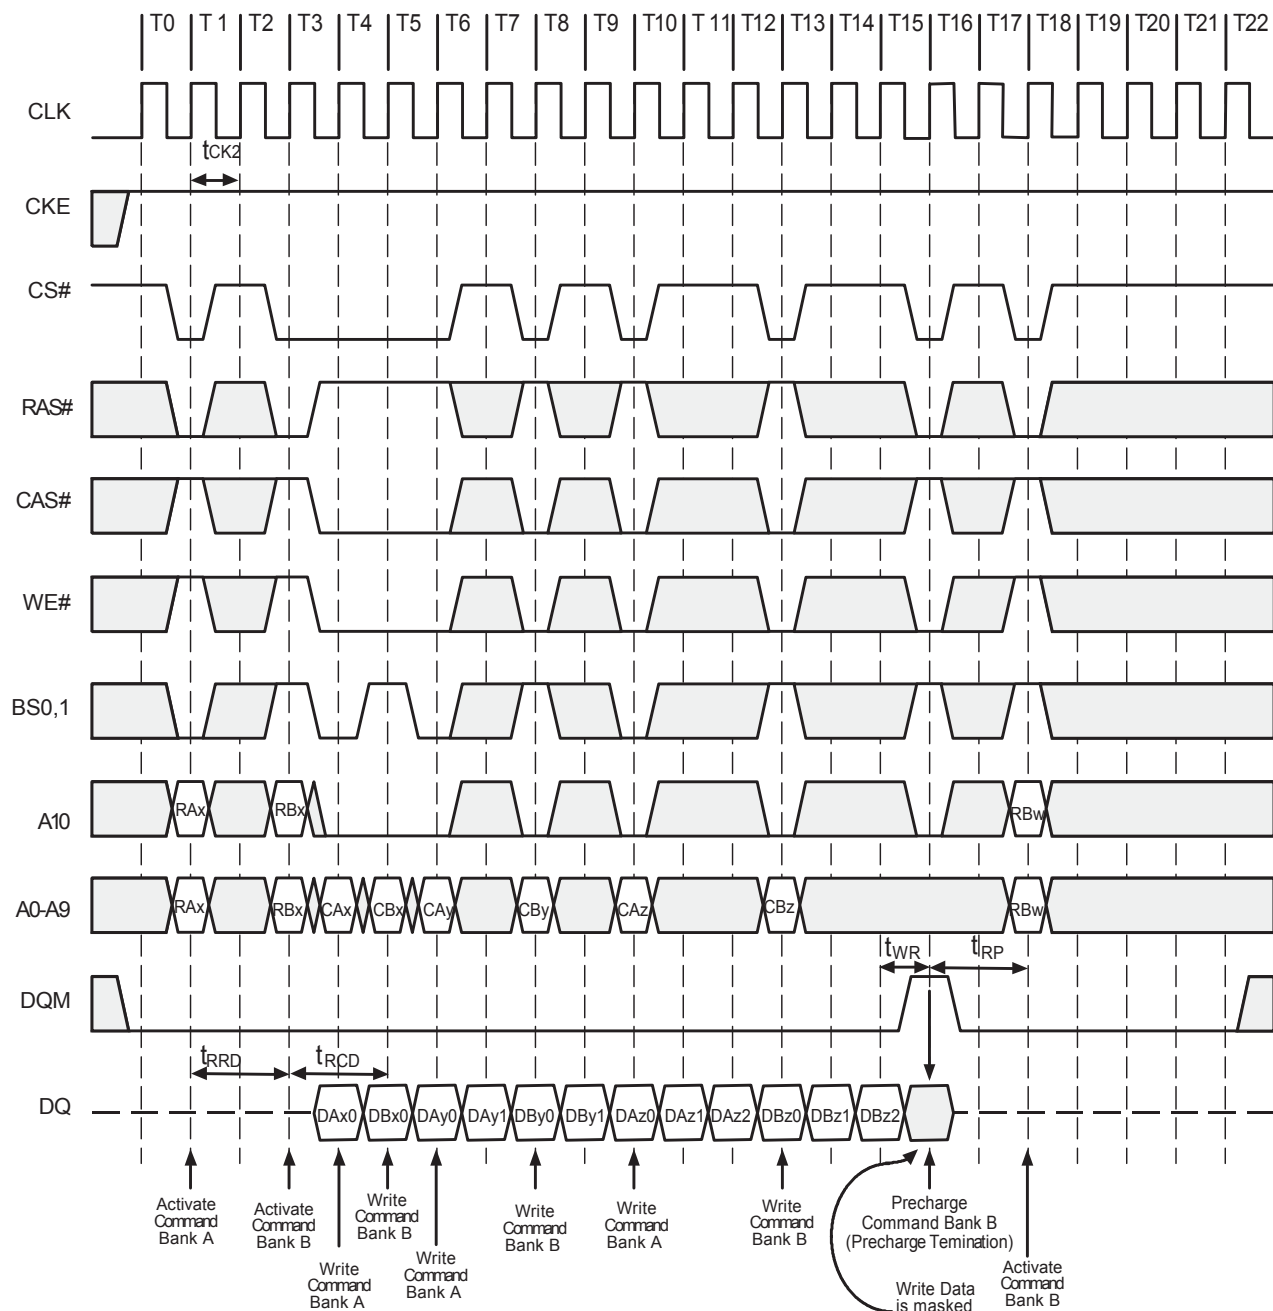 T0 T1 T2 T3 T4 T5 T6 T7 T8 T9 T10 T11 T12 T13 T14 T15 T16 T17 T18 T19 T20 T21 T22
CLK
tCK2
CKE
CS#
RAS#
CAS#
WE#
BS0,1
A10
RAx RBx RBw
A0-A9
RAx RBx CAx CBx CAy CBy CAz CBz RBw
tWR tRP
DQM
tRRD tRCD
DQ
DAx0 DBx0 DAy0 DAy1 DBy0 DBy1 DAz0 DAz1 DAz2 DBz0 DBz1 DBz2
Activate
Command
Bank A
Activate
Command
Bank B
Write
Command
Bank A
Write
Command
Bank B
Write
Command
Bank A
Write
Command
Bank B
Write
Command
Bank A
Write
Command
Bank B
Precharge
Command Bank B
(Precharge Temination)
Write Data
is masked
Activate
Command
Bank B